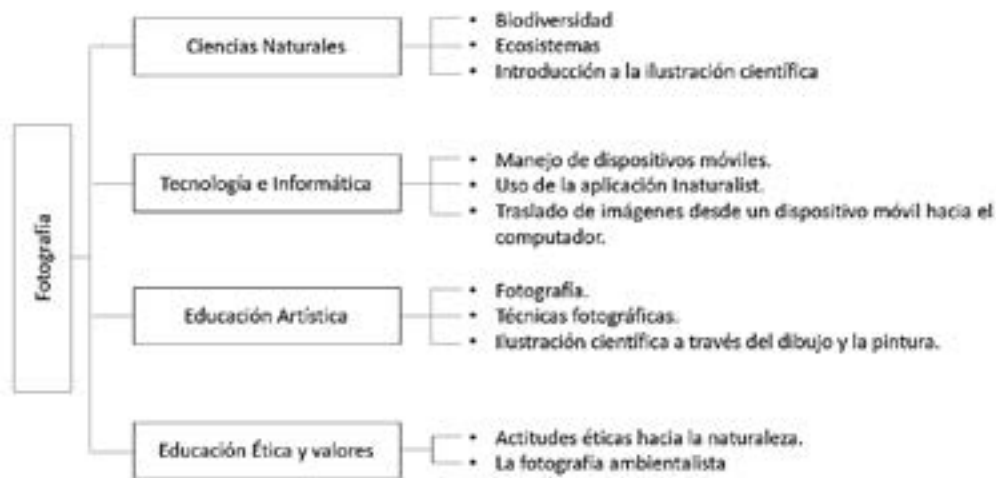 Fotografía
Ciencias Naturales
• Biodiversidad
• Ecosistemas
• Introducción a la ilustración científica
Tecnología e Informática
• Manejo de dispositivos móviles.
• Uso de la aplicación Inaturalist.
• Traslado de imágenes desde un dispositivo móvil hacia el
computador.
Educación Artística
• Fotografía.
• Técnicas fotográficas.
• Ilustración científica a través del dibujo y la pintura.
Educación Ética y valores
• Actitudes éticas hacia la naturaleza.
• La fotografía ambientalista